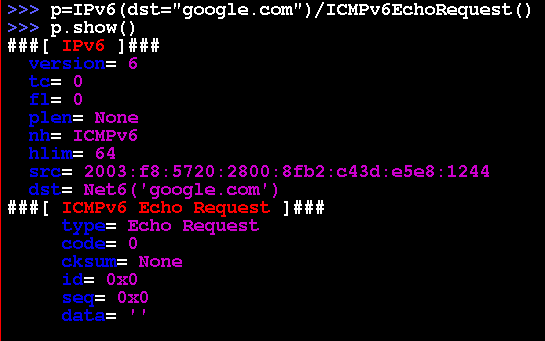 >>> p=IPv6(dst="google.com")/ICMPv6EchoRequest()
>>> p.show()
###[ IPv6 ]###
  version= 6
  tc= 0
  fl= 0
  plen= None
  nh= ICMPv6
  hlim= 64
  src= 2003:f8:5720:2800:8fb2:c43d:e5e8:1244
  dst= Net6('google.com')
###[ ICMPv6 Echo Request ]###
     type= Echo Request
     code= 0
     cksum= None
     id= 0x0
     seq= 0x0
     data= ''